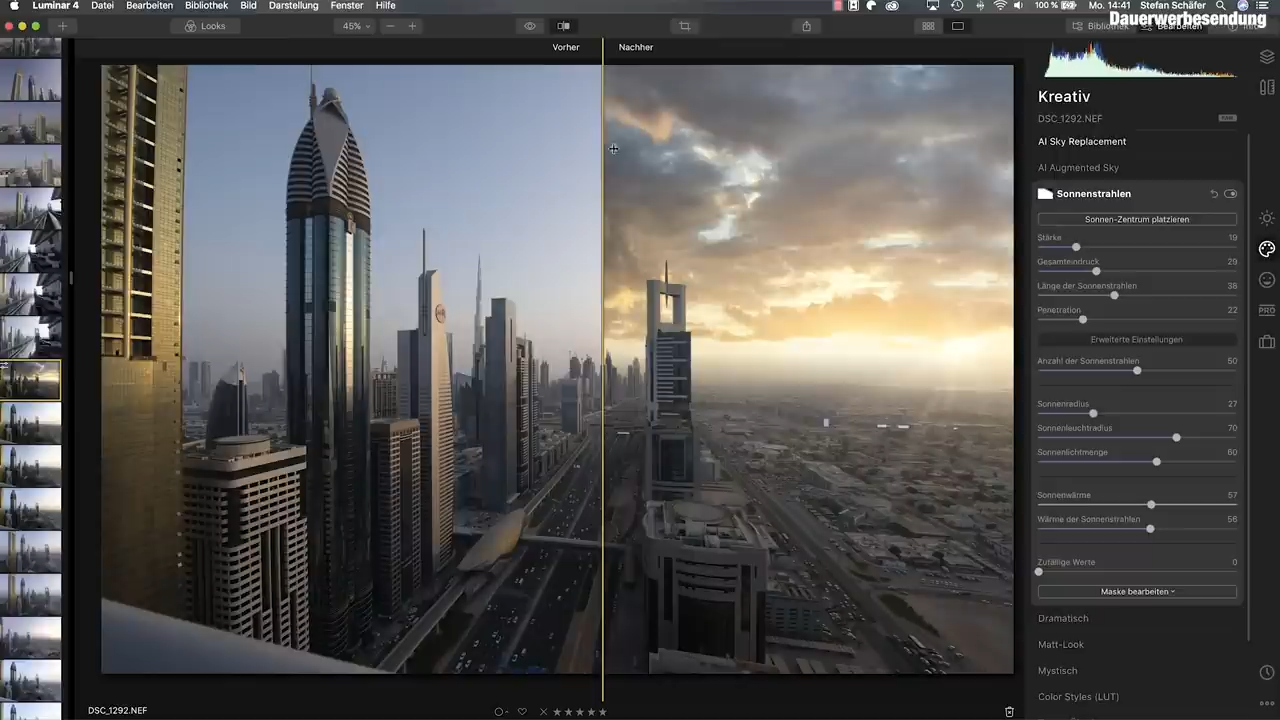 Luminar 4 Datei Bearbeiten Bibliothek Bild Darstellung Fenster Hilfe 100 % Mo. 14:41 Stefan Schäfer
Dauerwerbesendung
Looks 45% Bibliothek Bearbeiten
Vorher Nachher
Kreativ
DSC_1292.NEF RAW
AI Sky Replacement
AI Augmented Sky
Sonnenstrahlen
Sonnen-Zentrum platzieren
Stärke 19
Gesamteindruck 29
Länge der Sonnenstrahlen 38
Penetration 22
PRO
Erweiterte Einstellungen
Anzahl der Sonnenstrahlen 50
Sonnenradius 27
Sonnenleuchtradius 70
Sonnenlichtmenge 60
Sonnenwärme 57
Wärme der Sonnenstrahlen 56
Zufällige Werte 0
Maske bearbeiten
Dramatisch
Matt-Look
Mystisch
Color Styles (LUT)
DSC_1292.NEF